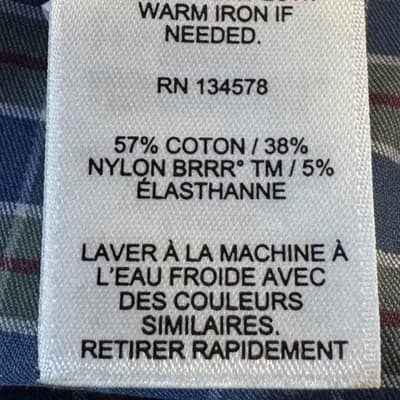 WARM IRON IF
NEEDED.
RN 134578
57% COTON / 38%
NYLON BRRR° TM / 5%
ÉLASTHANNE
LAVER À LA MACHINE À
L'EAU FROIDE AVEC
DES COULEURS
SIMILAIRES.
RETIRER RAPIDEMENT